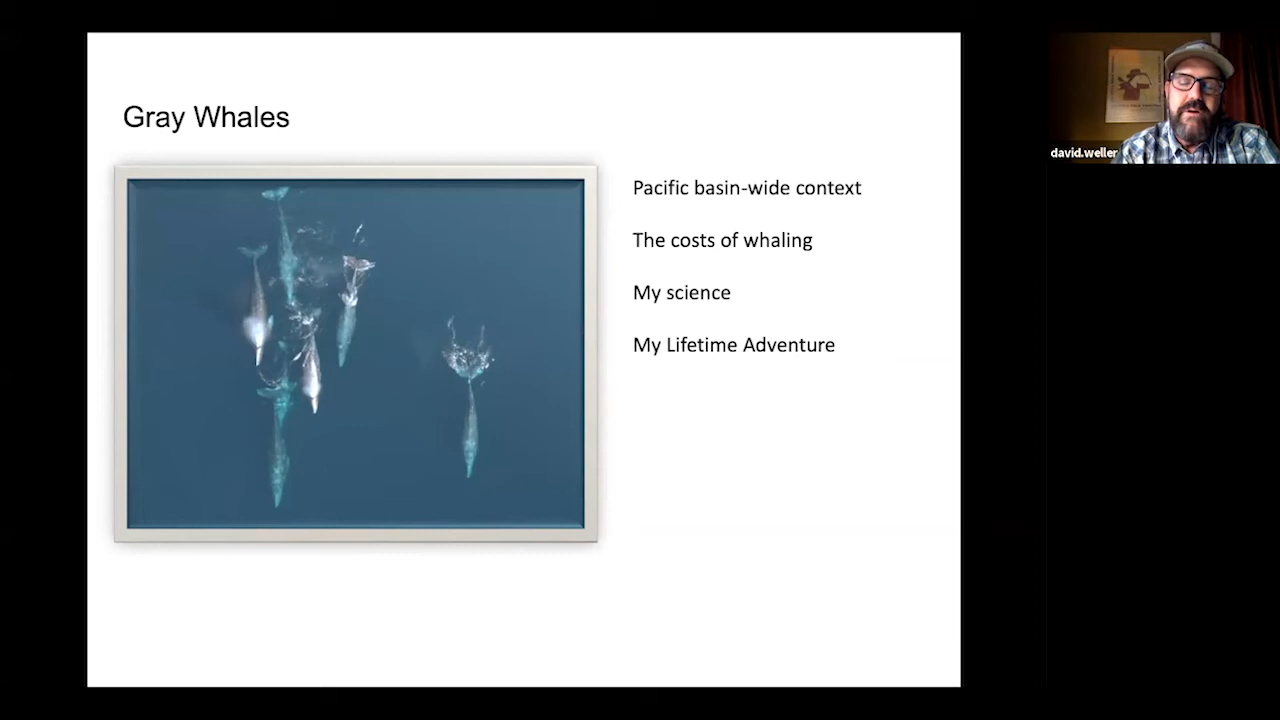 Gray Whales
Pacific basin-wide context
The costs of whaling
My science
My Lifetime Adventure
david.weller